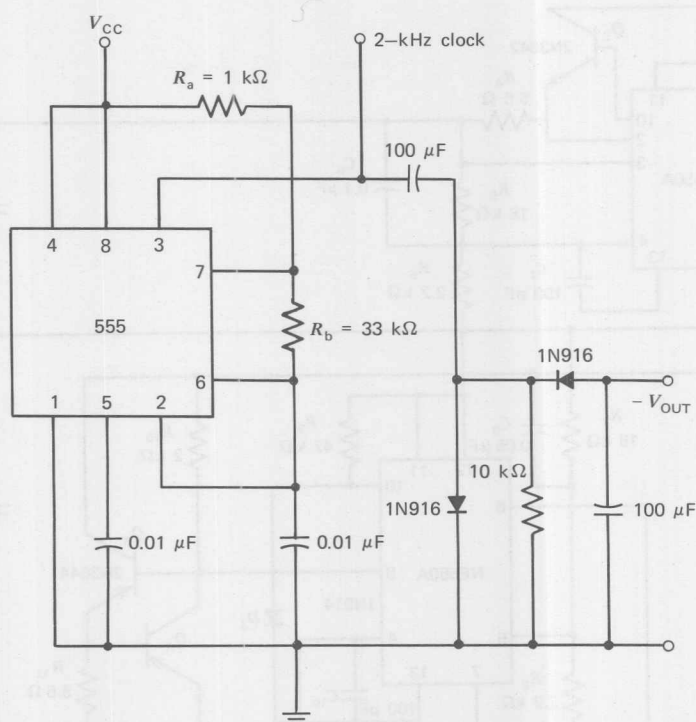 V_CC
2–kHz clock
R_a = 1 kΩ
100 μF
4 8 3
7
555
R_b = 33 kΩ
6
1N916
1 5 2
– V_OUT
10 kΩ
1N916
100 μF
0.01 μF
0.01 μF